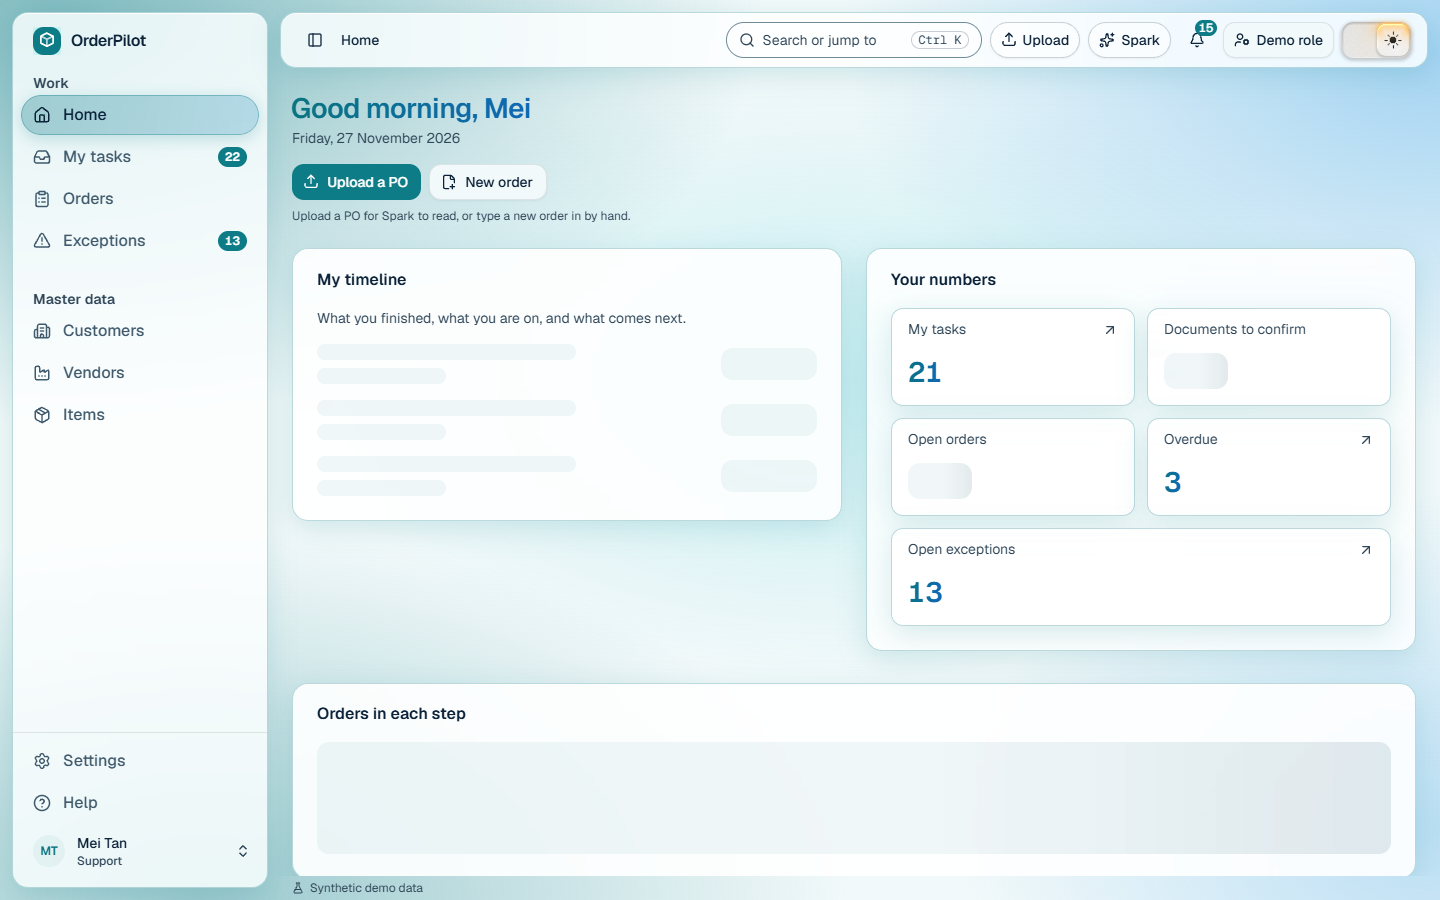 OrderPilot
Work
Home
My tasks 22
Orders
Exceptions 13
Master data
Customers
Vendors
Items
Settings
Help
MT
Mei Tan
Support
Home
Search or jump to Ctrl K
Upload
Spark
15
Demo role
Good morning, Mei
Friday, 27 November 2026
Upload a PO
New order
Upload a PO for Spark to read, or type a new order in by hand.
My timeline
What you finished, what you are on, and what comes next.
Your numbers
My tasks
21
Documents to confirm
Open orders
Overdue
3
Open exceptions
13
Orders in each step
Synthetic demo data